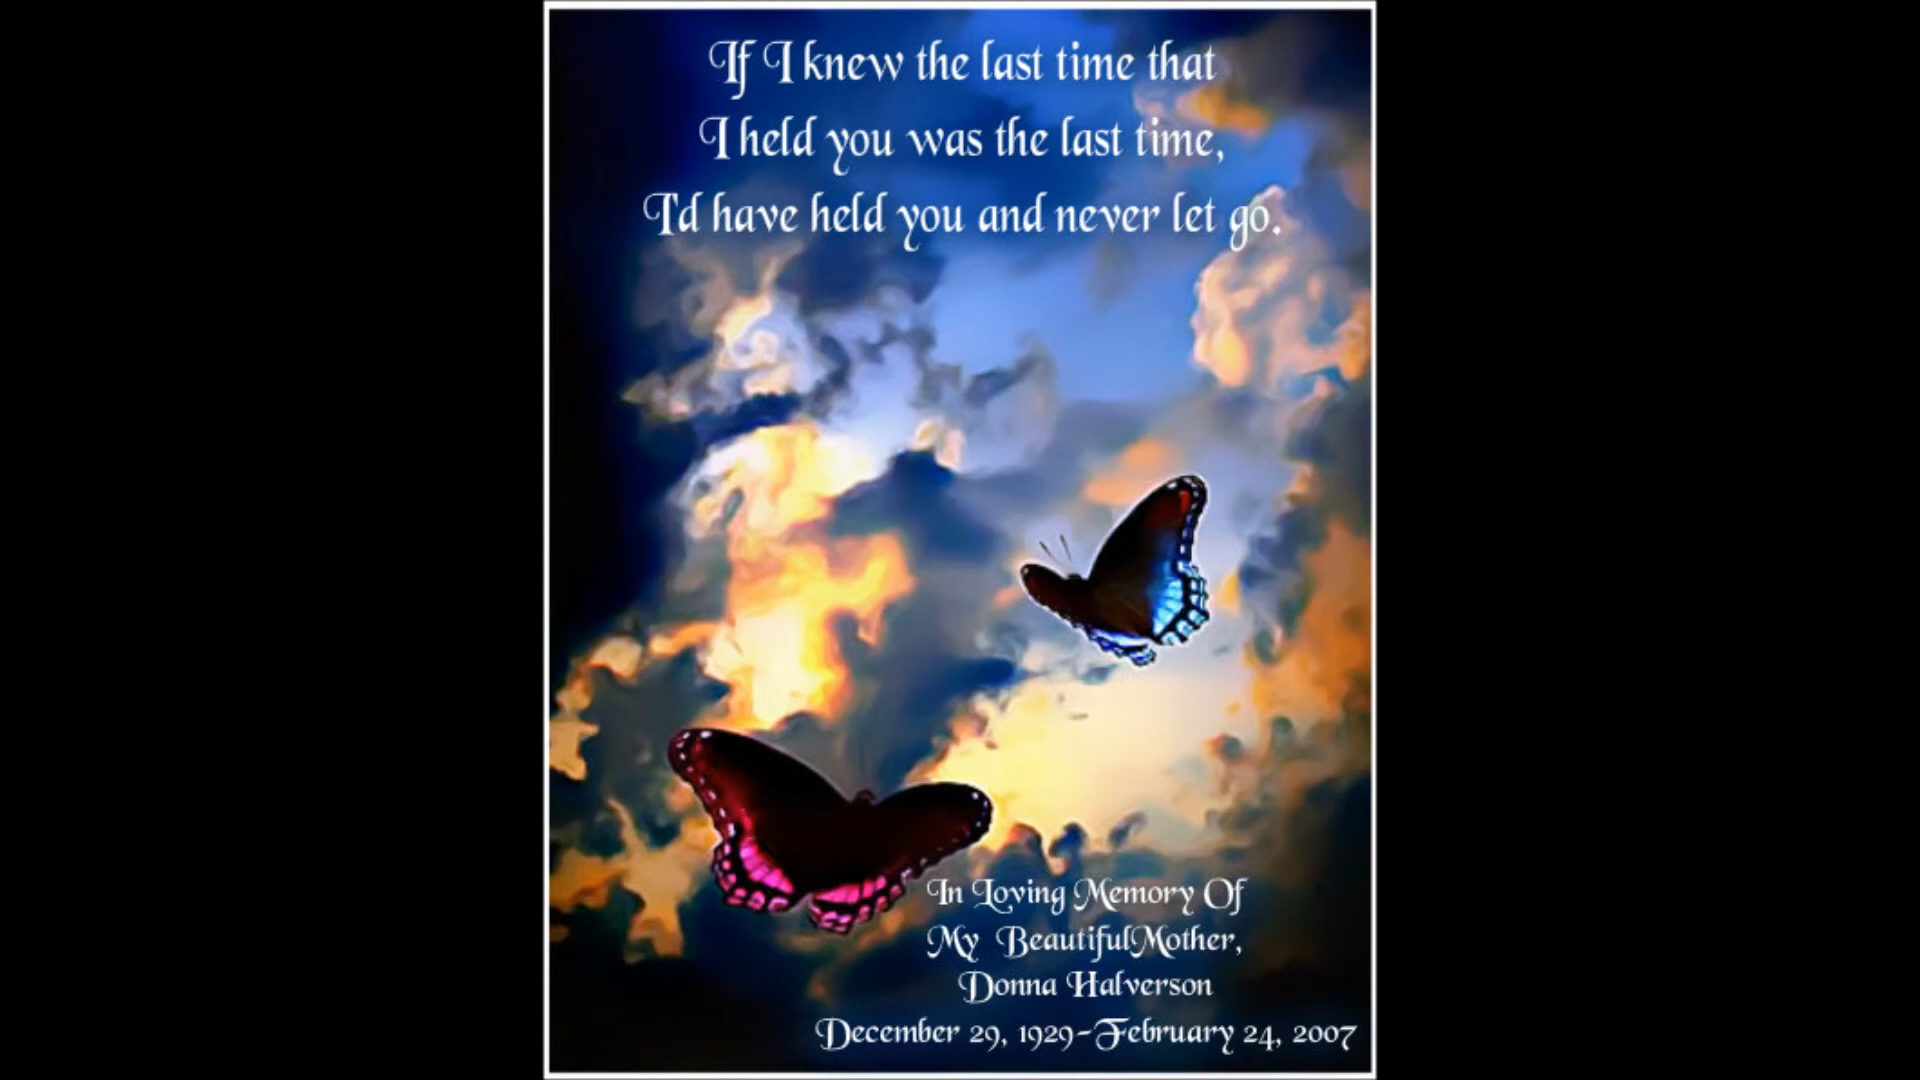 If I knew the last time that
I held you was the last time,
I'd have held you and never let go.
In Loving Memory Of
My BeautifulMother,
Donna Halverson
December 29, 1929-February 24, 2007